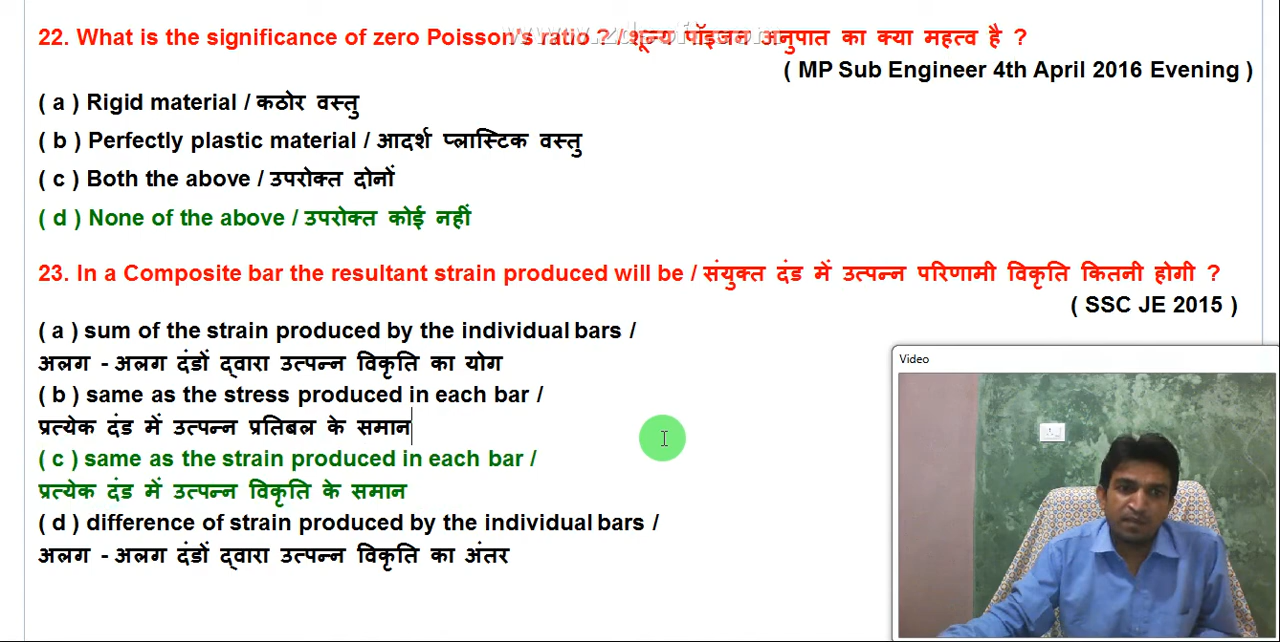 22. What is the significance of zero Poisson's ratio ? / शून्य पॉइजन अनुपात का क्या महत्व है ?
( MP Sub Engineer 4th April 2016 Evening )
( a ) Rigid material / कठोर वस्तु
( b ) Perfectly plastic material / आदर्श प्लास्टिक वस्तु
( c ) Both the above / उपरोक्त दोनों
( d ) None of the above / उपरोक्त कोई नहीं
23. In a Composite bar the resultant strain produced will be / संयुक्त दंड में उत्पन्न परिणामी विकृति कितनी होगी ?
( SSC JE 2015 )
( a ) sum of the strain produced by the individual bars /
अलग - अलग दंडों द्वारा उत्पन्न विकृति का योग
( b ) same as the stress produced in each bar /
प्रत्येक दंड में उत्पन्न प्रतिबल के समान
( c ) same as the strain produced in each bar /
प्रत्येक दंड में उत्पन्न विकृति के समान
( d ) difference of strain produced by the individual bars /
अलग - अलग दंडों द्वारा उत्पन्न विकृति का अंतर
Video